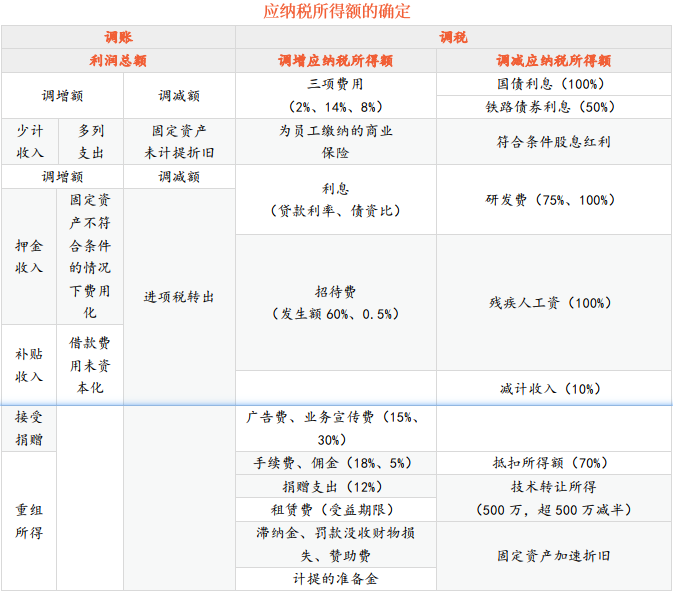 应纳税所得额的确定
调账 调税
利润总额 调增应纳税所得额 调减应纳税所得额
调增额 调减额 三项费用
(2%、14%、8%)
国债利息（100%）
铁路债券利息（50%）
少计
收入
多列
支出
固定资产
未计提折旧
为员工缴纳的商业
保险
符合条件股息红利
调增额 调减额
利息
（贷款利率、债资比）
研发费（75%、100%）
押金
收入
固定资产不符
合条件
的情况
下费用
化
进项税转出
招待费
（发生额60%、0.5%）
残疾人工资（100%）
补贴
收入
借款费
用未资
本化
减计收入（10%）
接受
捐赠
广告费、业务宣传费（15%、
30%）
重组
所得
手续费、佣金（18%、5%） 抵扣所得额（70%）
捐赠支出（12%）
租赁费（受益期限）
技术转让所得
（500万，超500万减半）
滞纳金、罚款没收财物损
失、赞助费
计提的准备金
固定资产加速折旧